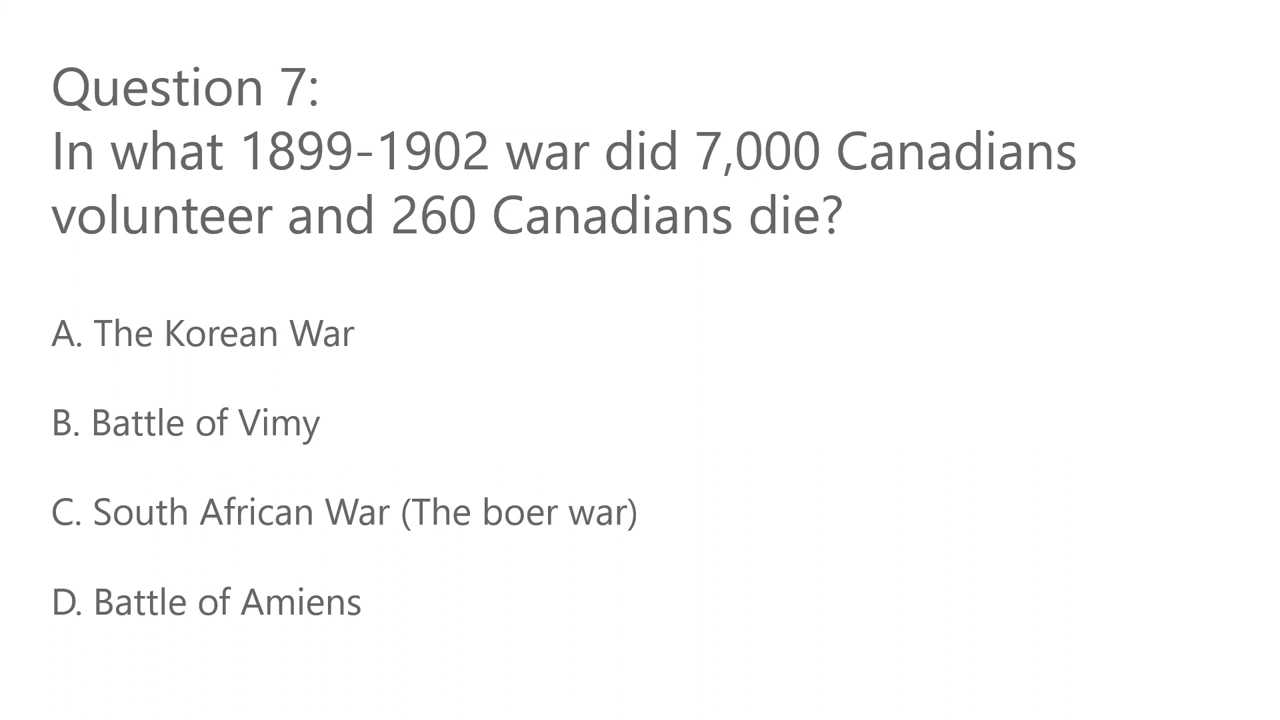 Question 7:
In what 1899-1902 war did 7,000 Canadians
volunteer and 260 Canadians die?
A. The Korean War
B. Battle of Vimy
C. South African War (The boer war)
D. Battle of Amiens